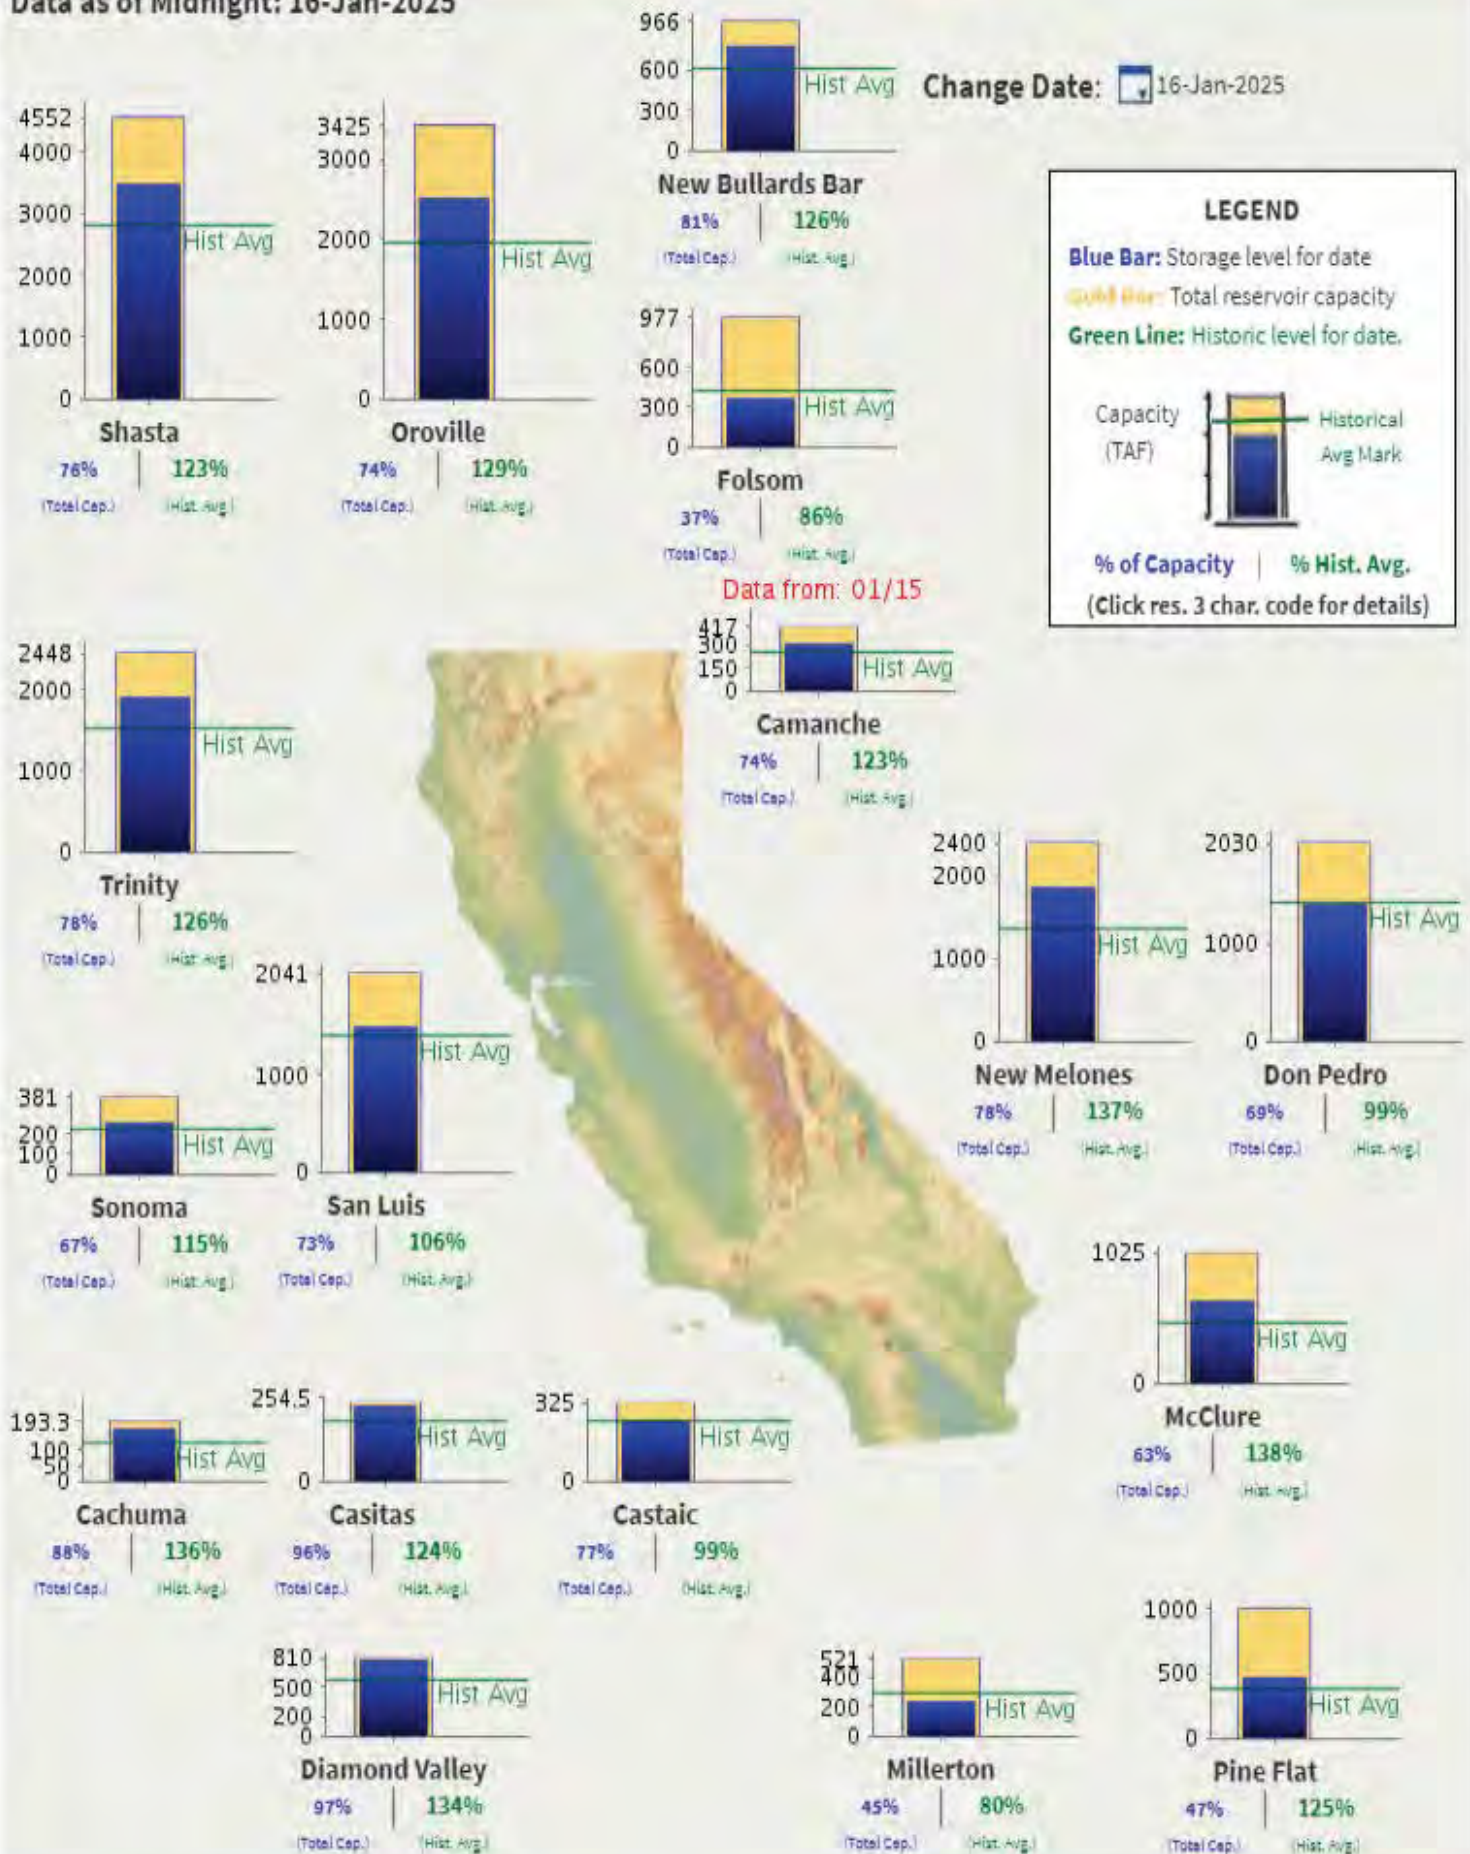 Data as of Midnight: 16-Jan-2025
966
600
300
0
Hist Avg
New Bullards Bar
81% | 126%
(Total Cap.) (Hist. Avg.)
Change Date: 16-Jan-2025
4552
4000
3000
2000
1000
0
Hist Avg
Shasta
76% | 123%
(Total Cap.) (Hist. Avg.)
3425
3000
2000
1000
0
Hist Avg
Oroville
74% | 129%
(Total Cap.) (Hist. Avg.)
977
600
300
0
Hist Avg
Folsom
37% | 86%
(Total Cap.) (Hist. Avg.)
LEGEND
Blue Bar: Storage level for date
Gold Bar: Total reservoir capacity
Green Line: Historic level for date.
Capacity
(TAF)
Historical
Avg Mark
% of Capacity | % Hist. Avg.
(Click res. 3 char. code for details)
Data from: 01/15
417
300
150
0
Hist Avg
Camanche
74% | 123%
(Total Cap.) (Hist. Avg.)
2448
2000
1000
0
Hist Avg
Trinity
78% | 126%
(Total Cap.) (Hist. Avg.)
2400
2000
1000
0
Hist Avg
New Melones
78% | 137%
(Total Cap.) (Hist. Avg.)
2030
1000
0
Hist Avg
Don Pedro
69% | 99%
(Total Cap.) (Hist. Avg.)
381
200
100
0
Hist Avg
Sonoma
67% | 115%
(Total Cap.) (Hist. Avg.)
2041
1000
0
Hist Avg
San Luis
73% | 106%
(Total Cap.) (Hist. Avg.)
1025
0
Hist Avg
McClure
63% | 138%
(Total Cap.) (Hist. Avg.)
193.3
100
50
0
Hist Avg
Cachuma
88% | 136%
(Total Cap.) (Hist. Avg.)
254.5
0
Hist Avg
Casitas
96% | 124%
(Total Cap.) (Hist. Avg.)
325
0
Hist Avg
Castaic
77% | 99%
(Total Cap.) (Hist. Avg.)
810
500
200
0
Hist Avg
Diamond Valley
97% | 134%
(Total Cap.) (Hist. Avg.)
521
400
200
0
Hist Avg
Millerton
45% | 80%
(Total Cap.) (Hist. Avg.)
1000
500
0
Hist Avg
Pine Flat
47% | 125%
(Total Cap.) (Hist. Avg.)